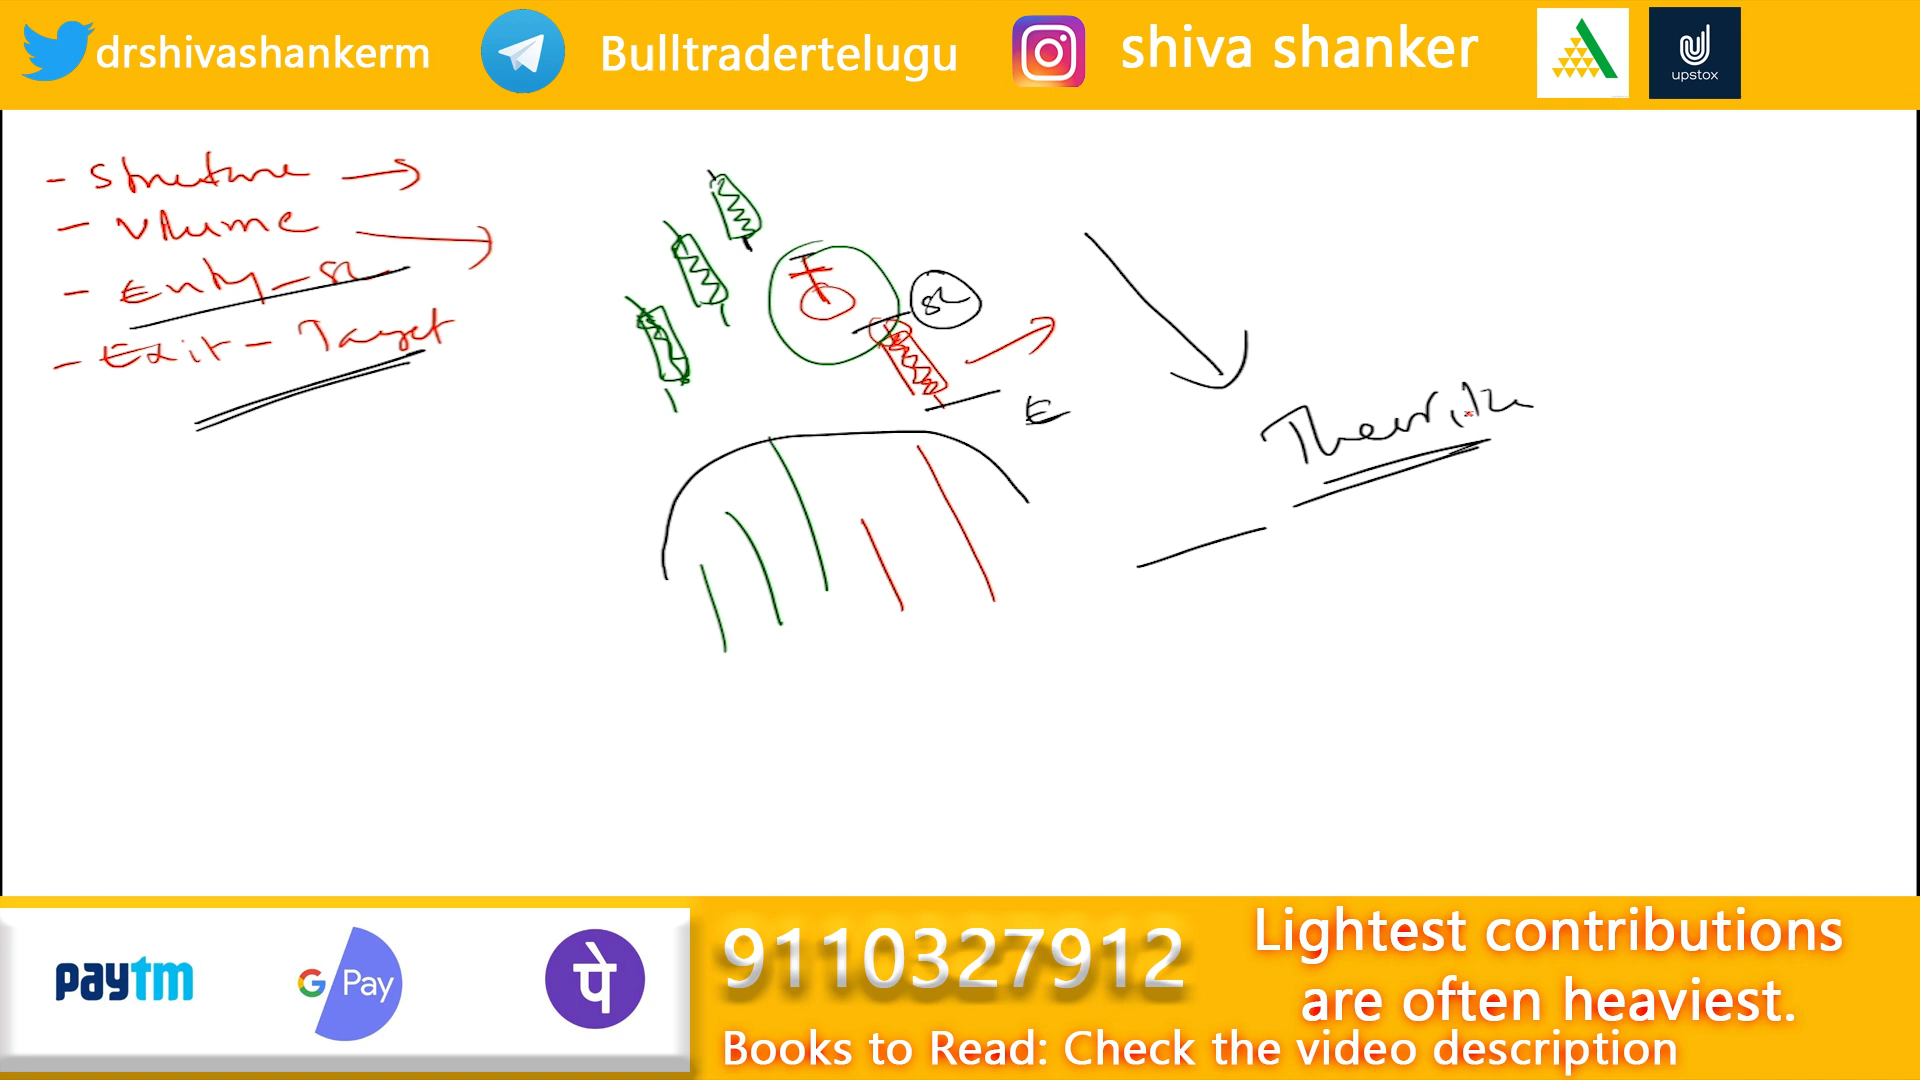 drshivashankerm
Bulltradertelugu
shiva shanker
upstox
- Structure →
- Volume →
- Entry - SL
- Exit - Target
SL
E
paytm
G Pay
पे
9110327912
Lightest contributions
are often heaviest.
Books to Read: Check the video description